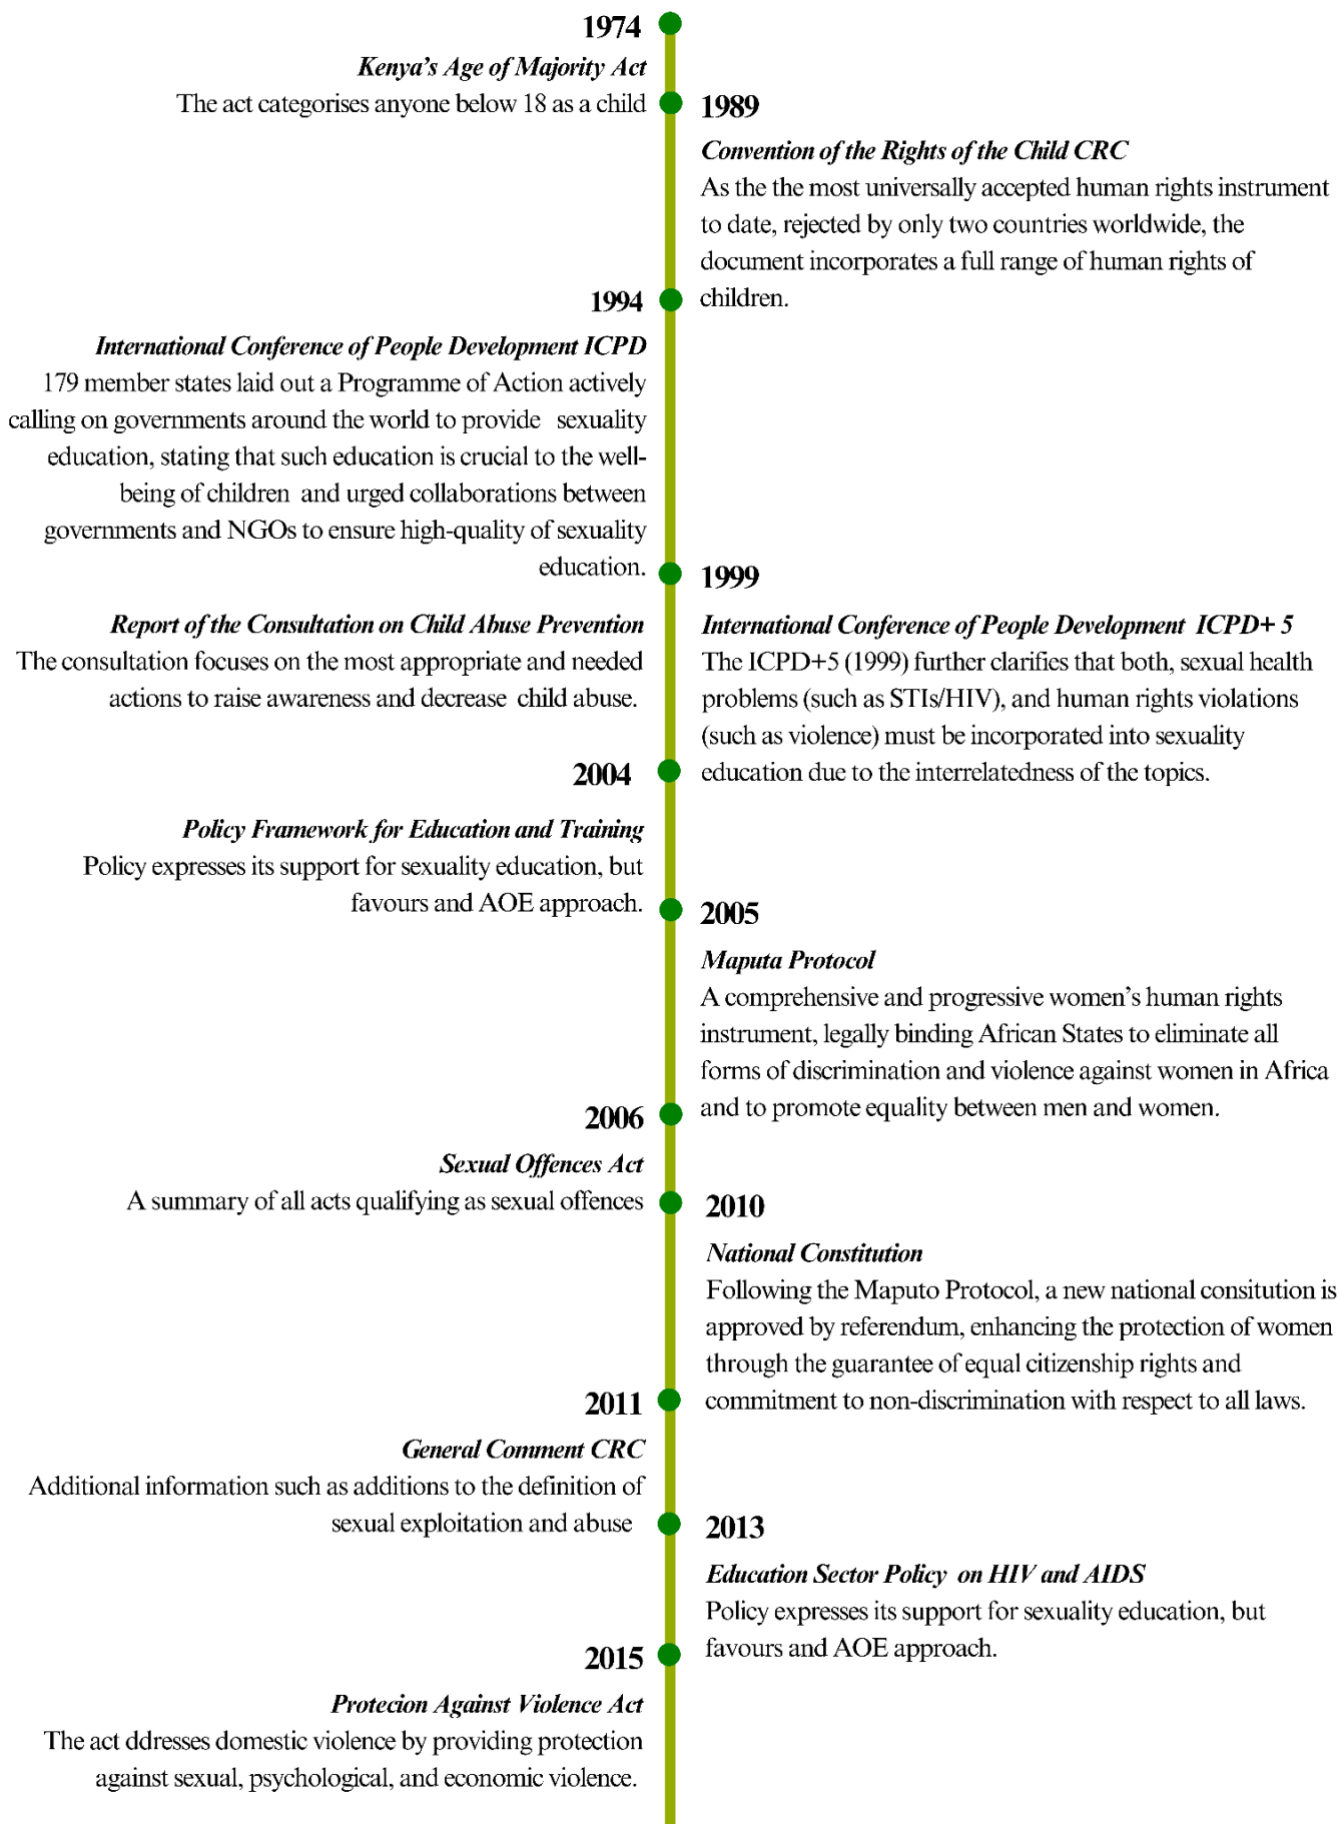 1974
Kenya's Age of Majority Act
The act categorises anyone below 18 as a child
1989
Convention of the Rights of the Child CRC
As the the most universally accepted human rights instrument
to date, rejected by only two countries worldwide, the
document incorporates a full range of human rights of
children.
1994
International Conference of People Development ICPD
179 member states laid out a Programme of Action actively
calling on governments around the world to provide sexuality
education, stating that such education is crucial to the well-
being of children and urged collaborations between
governments and NGOs to ensure high-quality of sexuality
education.
1999
Report of the Consultation on Child Abuse Prevention
The consultation focuses on the most appropriate and needed
actions to raise awareness and decrease child abuse.
International Conference of People Development ICPD+ 5
The ICPD+5 (1999) further clarifies that both, sexual health
problems (such as STIs/HIV), and human rights violations
(such as violence) must be incorporated into sexuality
education due to the interrelatedness of the topics.
2004
Policy Framework for Education and Training
Policy expresses its support for sexuality education, but
favours and AOE approach.
2005
Maputa Protocol
A comprehensive and progressive women's human rights
instrument, legally binding African States to eliminate all
forms of discrimination and violence against women in Africa
and to promote equality between men and women.
2006
Sexual Offences Act
A summary of all acts qualifying as sexual offences
2010
National Constitution
Following the Maputo Protocol, a new national consitution is
approved by referendum, enhancing the protection of women
through the guarantee of equal citizenship rights and
commitment to non-discrimination with respect to all laws.
2011
General Comment CRC
Additional information such as additions to the definition of
sexual exploitation and abuse
2013
Education Sector Policy on HIV and AIDS
Policy expresses its support for sexuality education, but
favours and AOE approach.
2015
Protecion Against Violence Act
The act ddresses domestic violence by providing protection
against sexual, psychological, and economic violence.